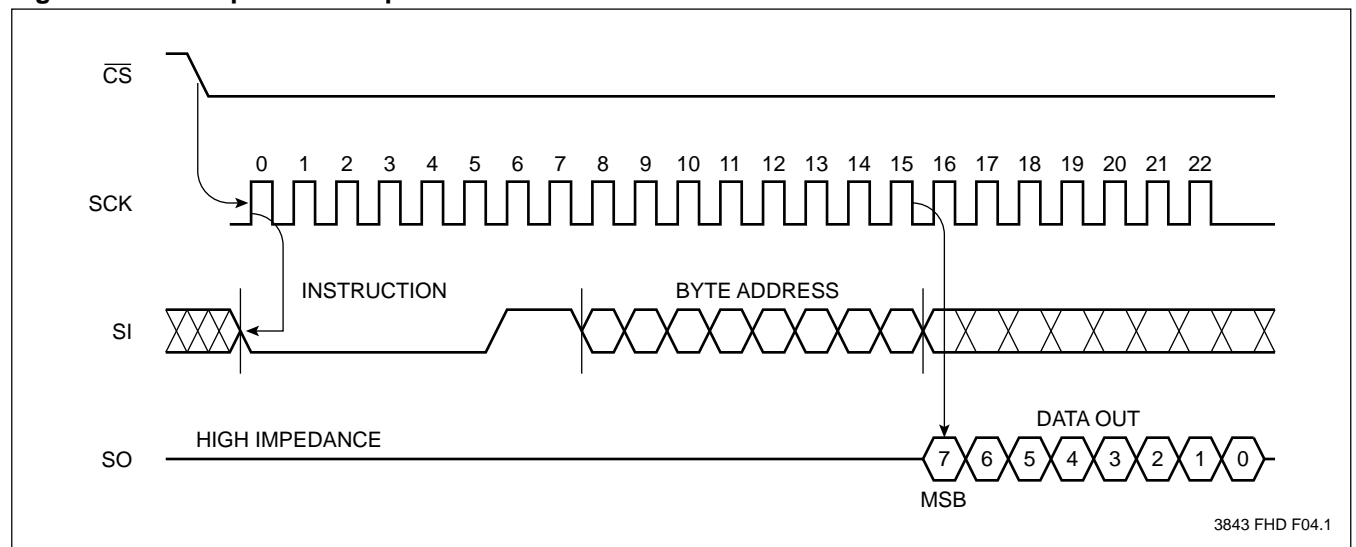 CS
0 1 2 3 4 5 6 7 8 9 10 11 12 13 14 15 16 17 18 19 20 21 22
SCK
INSTRUCTION BYTE ADDRESS
SI
DATA OUT
HIGH IMPEDANCE
SO 7 6 5 4 3 2 1 0
MSB
3843 FHD F04.1